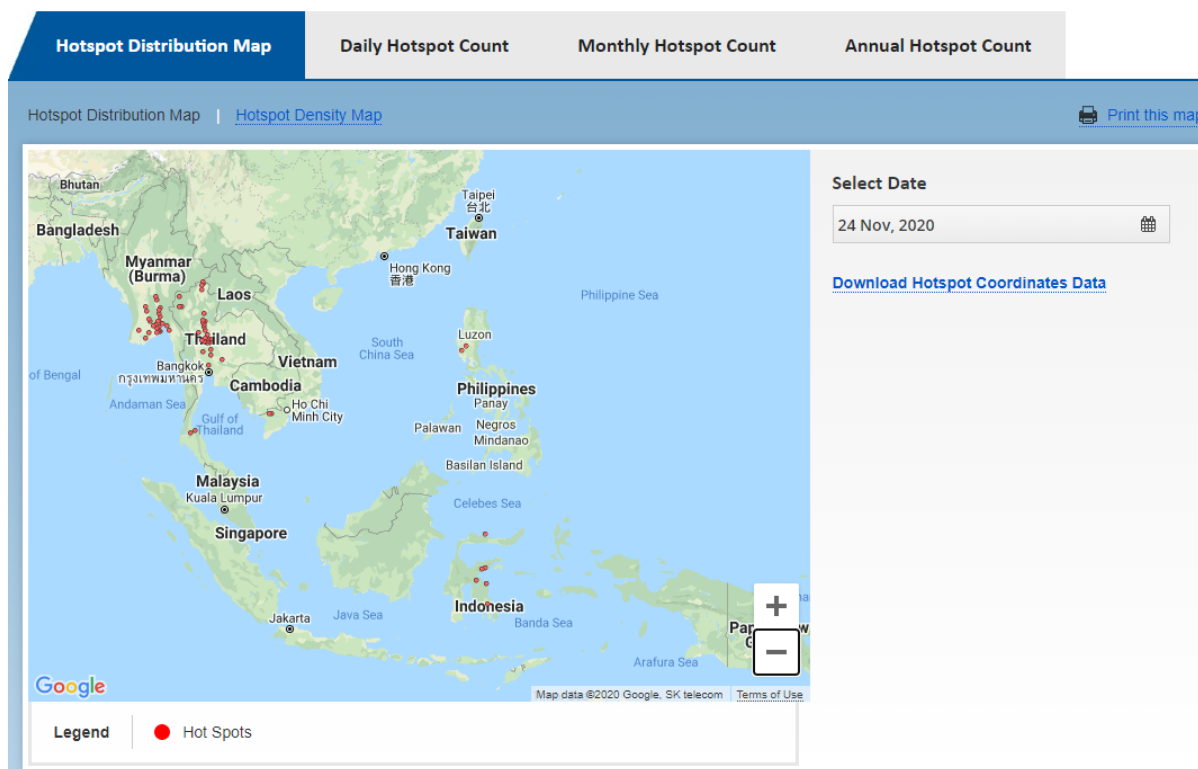 Hotspot Distribution Map
Daily Hotspot Count
Monthly Hotspot Count
Annual Hotspot Count
Hotspot Distribution Map | Hotspot Density Map
Print this map
Select Date
24 Nov, 2020
Download Hotspot Coordinates Data
Bhutan
Bangladesh
Taipei
台北
Taiwan
Myanmar
(Burma)
Hong Kong
香港
Laos
Philippine Sea
Luzon
Thailand
South
China Sea
Vietnam
of Bengal
Bangkok
กรุงเทพมหานคร
Cambodia
Philippines
Panay
Andaman Sea
Ho Chi
Minh City
Gulf of
Thailand
Palawan
Negros
Mindanao
Basilan Island
Malaysia
Kuala Lumpur
Celebes Sea
Singapore
Indonesia
Jakarta
Java Sea
Banda Sea
Arafura Sea
+
−
Google
Map data ©2020 Google, SK telecom
Terms of Use
Legend
Hot Spots